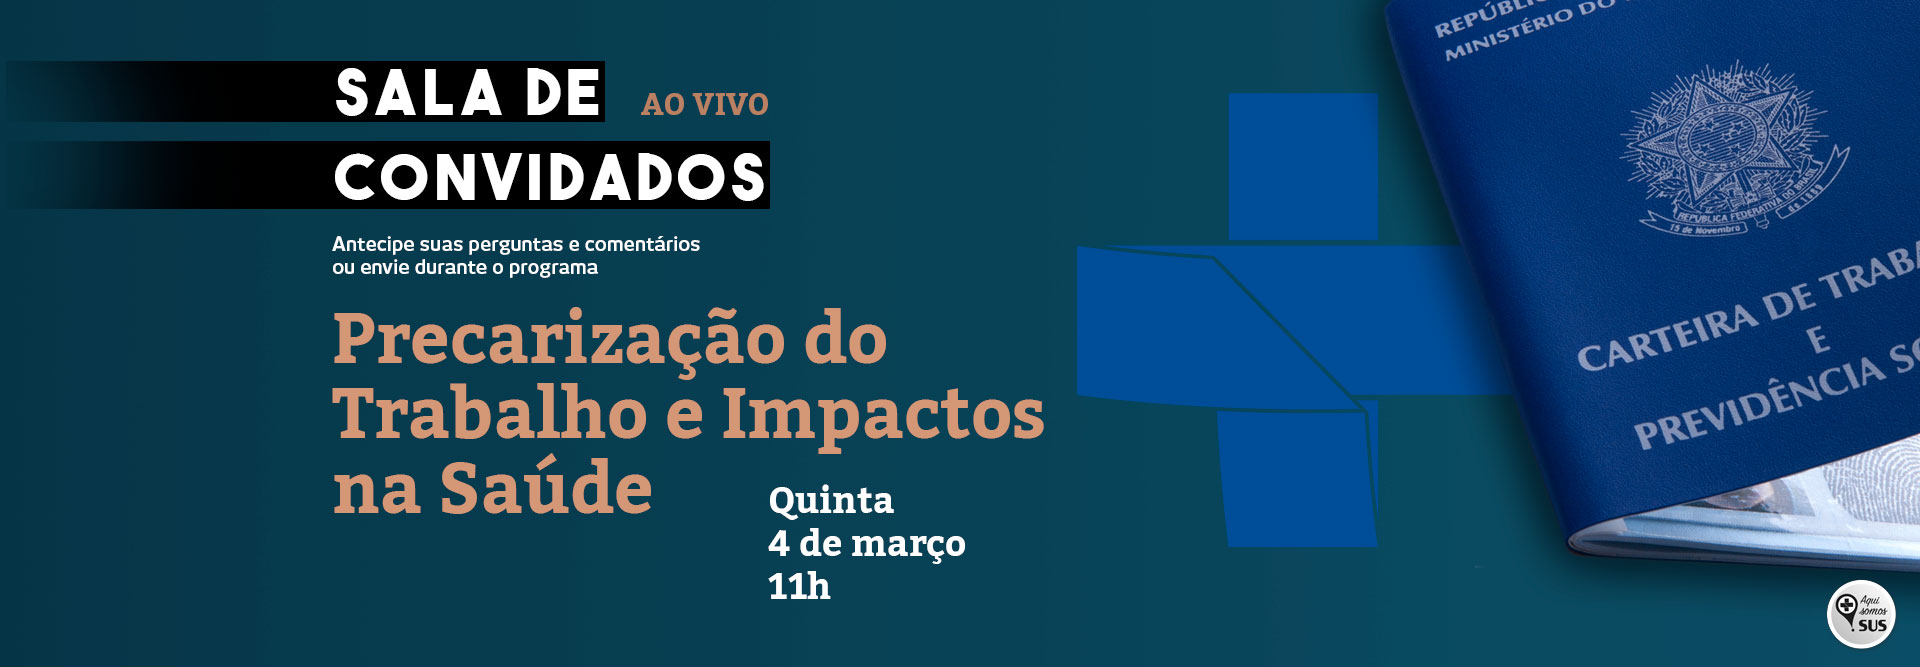 SALA DE AO VIVO
CONVIDADOS
Antecipe suas perguntas e comentários
ou envie durante o programa
Precarização do
Trabalho e Impactos
na Saúde
Quinta
4 de março
11h
MINISTÉRIO DO
REPÚBLICA FEDERATIVA DO BRASIL
15 de Novembro
de 1889
CARTEIRA DE
E
PREVIDÊNCIA
Aqui
somos
SUS